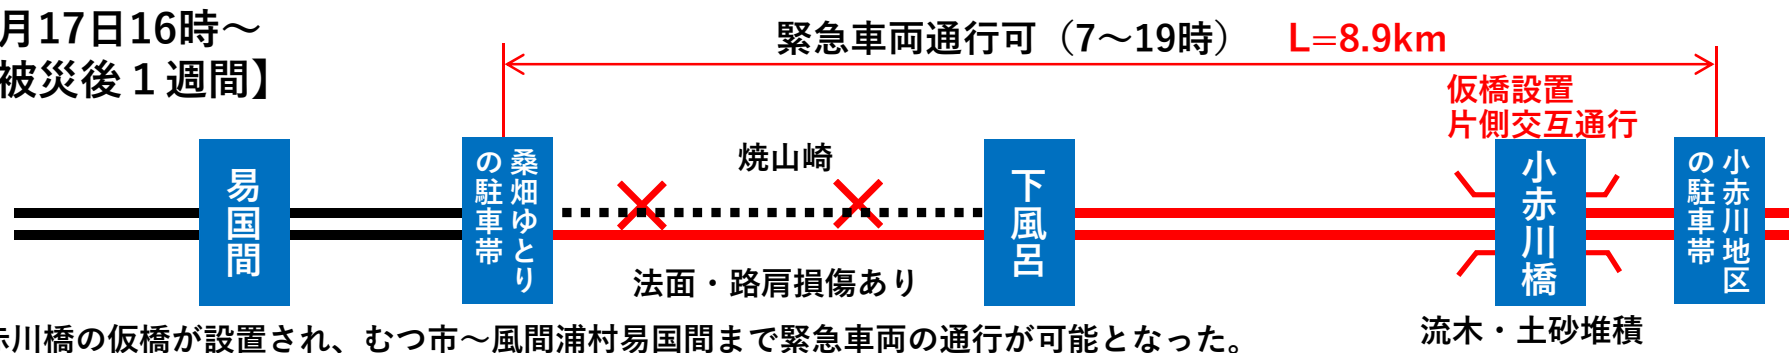 月17日16時～
被災後１週間】
緊急車両通行可（7～19時） L=8.9km
仮橋設置
片側交互通行
焼山崎
易国間
桑畑ゆとり
の駐車帯
下風呂
小赤川橋
小赤川地区
の駐車帯
法面・路肩損傷あり
流木・土砂堆積
赤川橋の仮橋が設置され、むつ市～風間浦村易国間まで緊急車両の通行が可能となった。